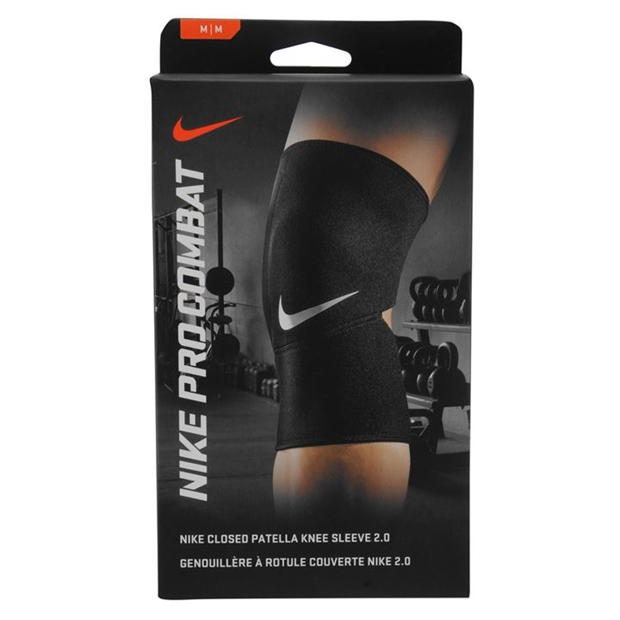 M|M
NIKE PRO COMBAT
NIKE CLOSED PATELLA KNEE SLEEVE 2.0
GENOUILLÈRE À ROTULE COUVERTE NIKE 2.0